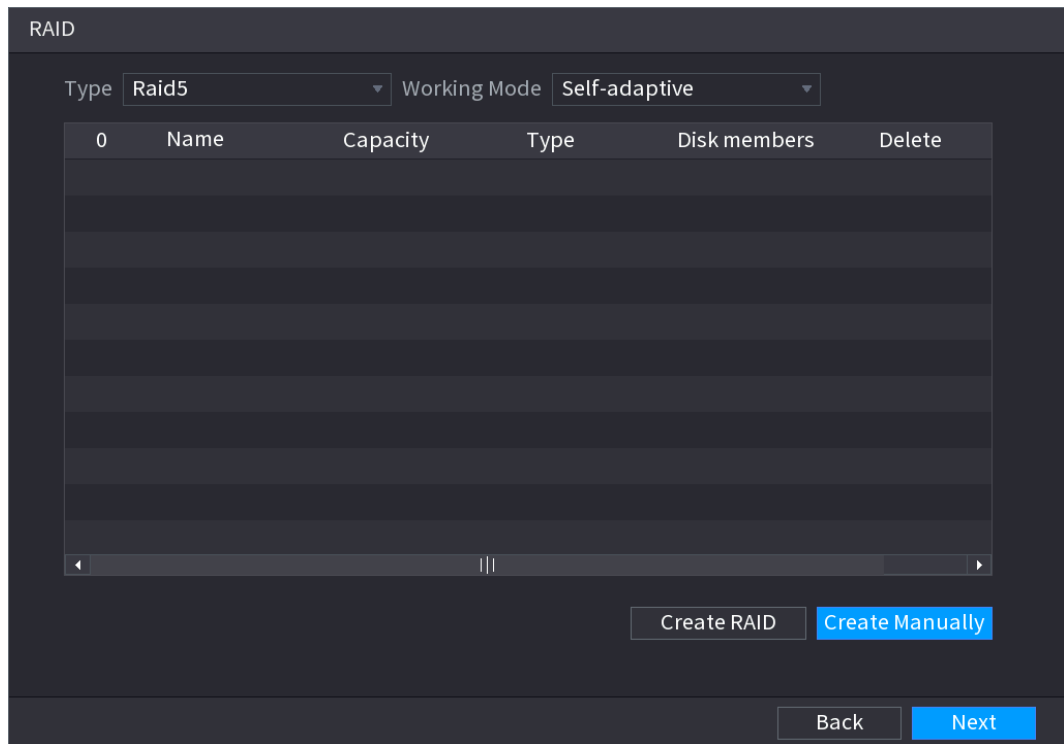 RAID
Type Raid5 Working Mode Self-adaptive
0 Name Capacity Type Disk members Delete
Create RAID Create Manually
Back Next